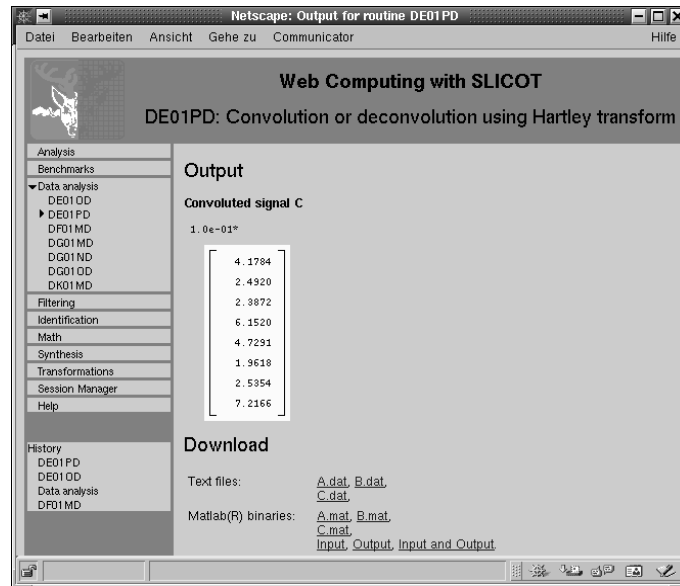 Netscape: Output for routine DE01PD
Datei Bearbeiten Ansicht Gehe zu Communicator Hilfe
Web Computing with SLICOT
DE01PD: Convolution or deconvolution using Hartley transform
Analysis
Benchmarks
Data analysis
DE01OD
DE01PD
DF01MD
DG01MD
DG01ND
DG01OD
DK01MD
Filtering
Identification
Math
Synthesis
Transformations
Session Manager
Help
History
DE01PD
DE01OD
Data analysis
DF01MD
Output
Convoluted signal C
1.0e-01*
4.1784
2.4920
2.3872
6.1520
4.7291
1.9618
2.5354
7.2166
Download
Text files: A.dat, B.dat,
C.dat,
Matlab(R) binaries: A.mat, B.mat,
C.mat,
Input, Output, Input and Output,